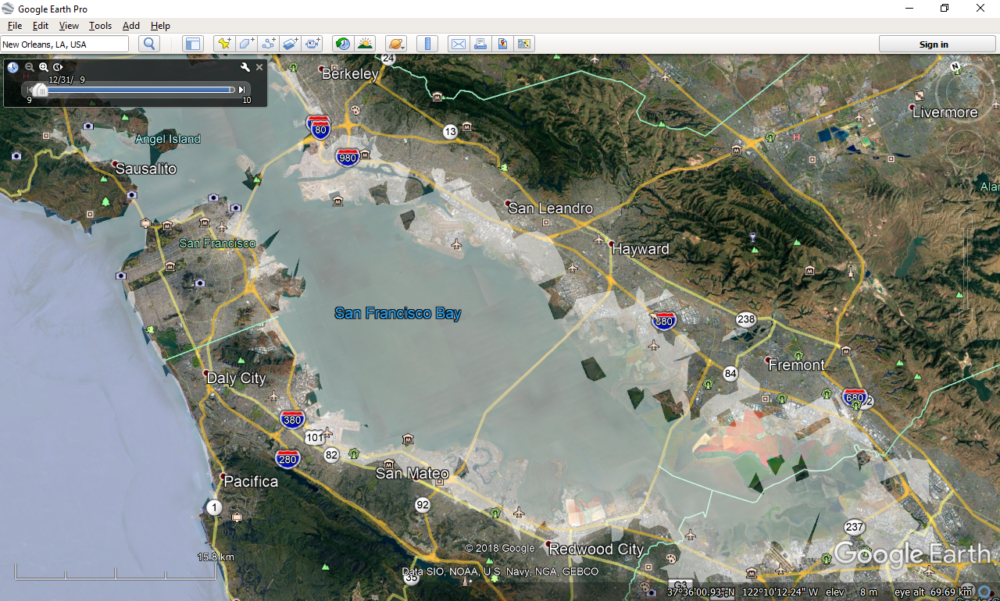 Google Earth Pro
File Edit View Tools Add Help
New Orleans, LA, USA
Sign in
12/31/ 9
9
10
24
Berkeley
N
Livermore
80
13
Angel Island
980
Sausalito
San Leandro
San Francisco
Hayward
San Francisco Bay
880
238
Fremont
84
Daly City
680
380
101
82
280
San Mateo
Pacifica
92
1
237
Redwood City
15.8 km
© 2018 Google
Google Earth
Data SIO, NOAA, U.S. Navy, NGA, GEBCO
35
G3
37°36'00.93" N 122°10'12.24" W elev -8 m eye alt 69.69 km